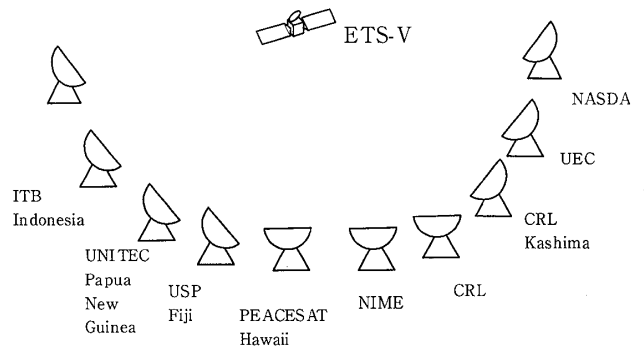 ETS-V
NASDA
UEC
ITB
Indonesia
CRL
Kashima
UNITEC
Papua
New
Guinea
USP
Fiji
PEACESAT
Hawaii
NIME
CRL